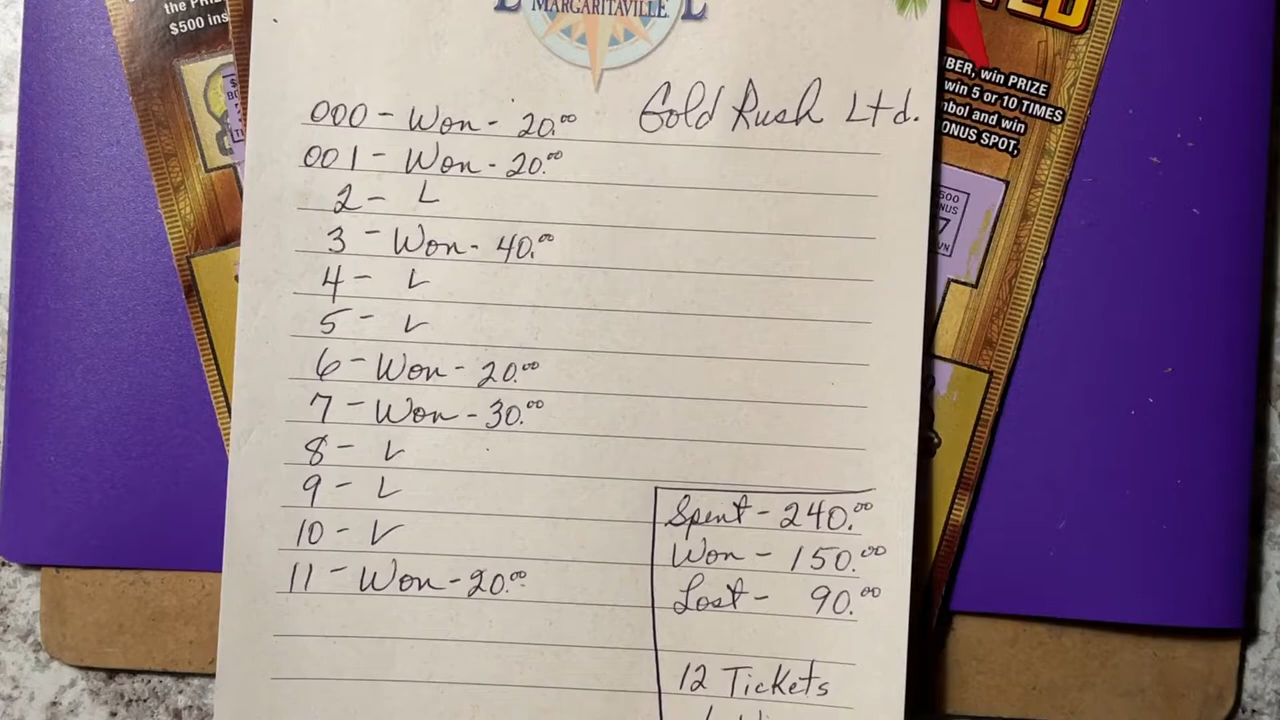 the PRIZ
$500 ins
MARGARITAVILLE
BER, win PRIZE
win 5 or 10 TIMES
mbol and win
ONUS SPOT,
Gold Rush Ltd.
000 - Won - 20.00
001 - Won - 20.00
2 - L
3 - Won - 40.00
4 - L
5 - L
6 - Won - 20.00
7 - Won - 30.00
8 - L
9 - L
10 - L
11 - Won - 20.00
Spent - 240.00
Won - 150.00
Lost - 90.00
12 Tickets